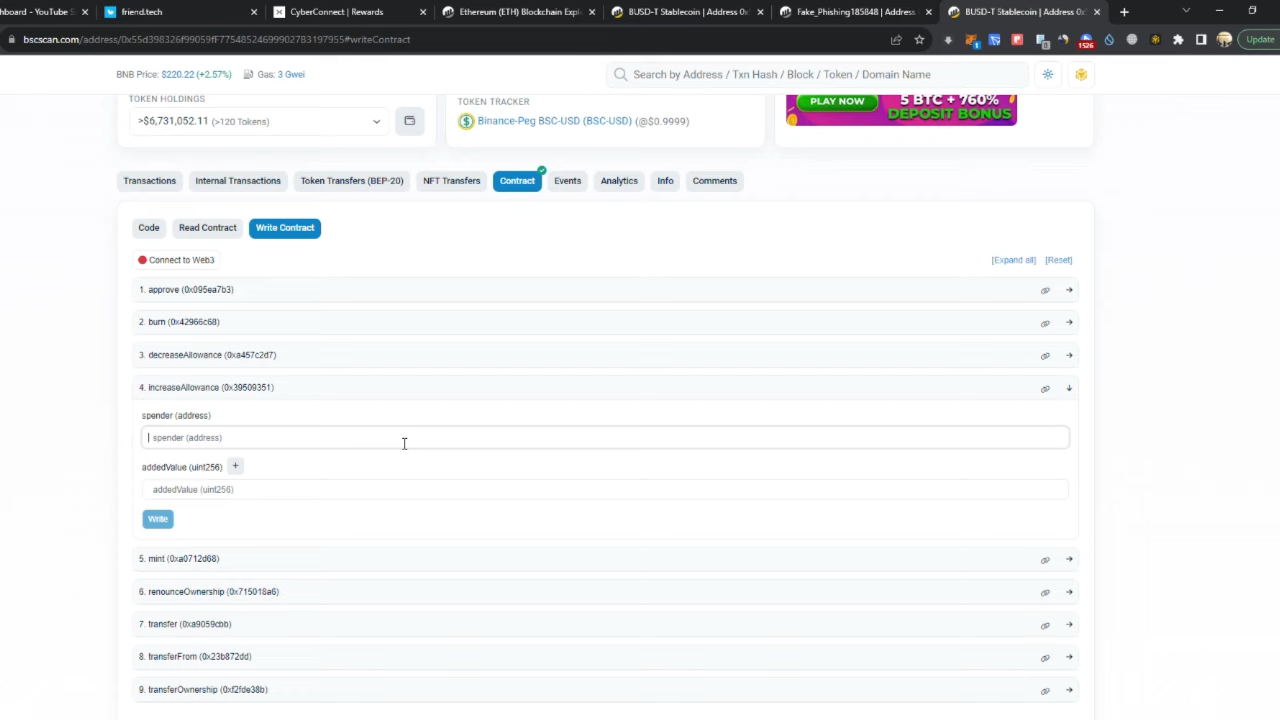 hboard - YouTube S
friend.tech
CyberConnect | Rewards
Ethereum (ETH) Blockchain Expl
BUSD-T Stablecoin | Address 0x
Fake_Phishing185848 | Address
BUSD-T Stablecoin | Address 0x
bscscan.com/address/0x55d398326f99059fF775485246999027B3197955#writeContract
1526
Update
BNB Price: $220.22 (+2.57%)
Gas: 3 Gwei
Search by Address / Txn Hash / Block / Token / Domain Name
TOKEN HOLDINGS
>$6,731,052.11 (>120 Tokens)
TOKEN TRACKER
Binance-Peg BSC-USD (BSC-USD) (@$0.9999)
PLAY NOW
5 BTC + 760%
DEPOSIT BONUS
Transactions
Internal Transactions
Token Transfers (BEP-20)
NFT Transfers
Contract
Events
Analytics
Info
Comments
Code
Read Contract
Write Contract
Connect to Web3
[Expand all]
[Reset]
1. approve (0x095ea7b3)
2. burn (0x42966c68)
3. decreaseAllowance (0xa457c2d7)
4. increaseAllowance (0x39509351)
spender (address)
spender (address)
addedValue (uint256) +
addedValue (uint256)
Write
5. mint (0xa0712d68)
6. renounceOwnership (0x715018a6)
7. transfer (0xa9059cbb)
8. transferFrom (0x23b872dd)
9. transferOwnership (0xf2fde38b)